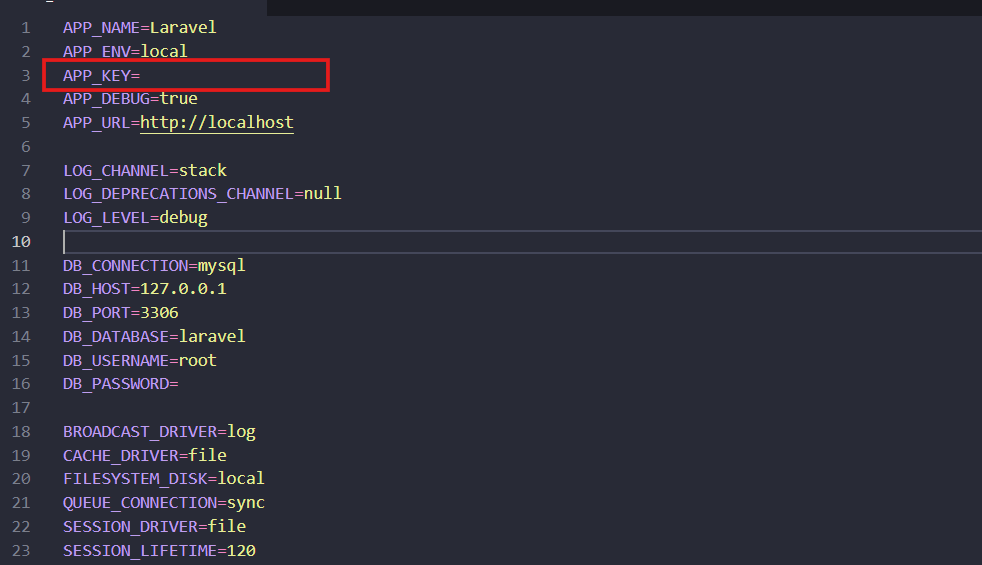 1 APP_NAME=Laravel
2 APP_ENV=local
3 APP_KEY=
4 APP_DEBUG=true
5 APP_URL=http://localhost
6
7 LOG_CHANNEL=stack
8 LOG_DEPRECATIONS_CHANNEL=null
9 LOG_LEVEL=debug
10
11 DB_CONNECTION=mysql
12 DB_HOST=127.0.0.1
13 DB_PORT=3306
14 DB_DATABASE=laravel
15 DB_USERNAME=root
16 DB_PASSWORD=
17
18 BROADCAST_DRIVER=log
19 CACHE_DRIVER=file
20 FILESYSTEM_DISK=local
21 QUEUE_CONNECTION=sync
22 SESSION_DRIVER=file
23 SESSION_LIFETIME=120